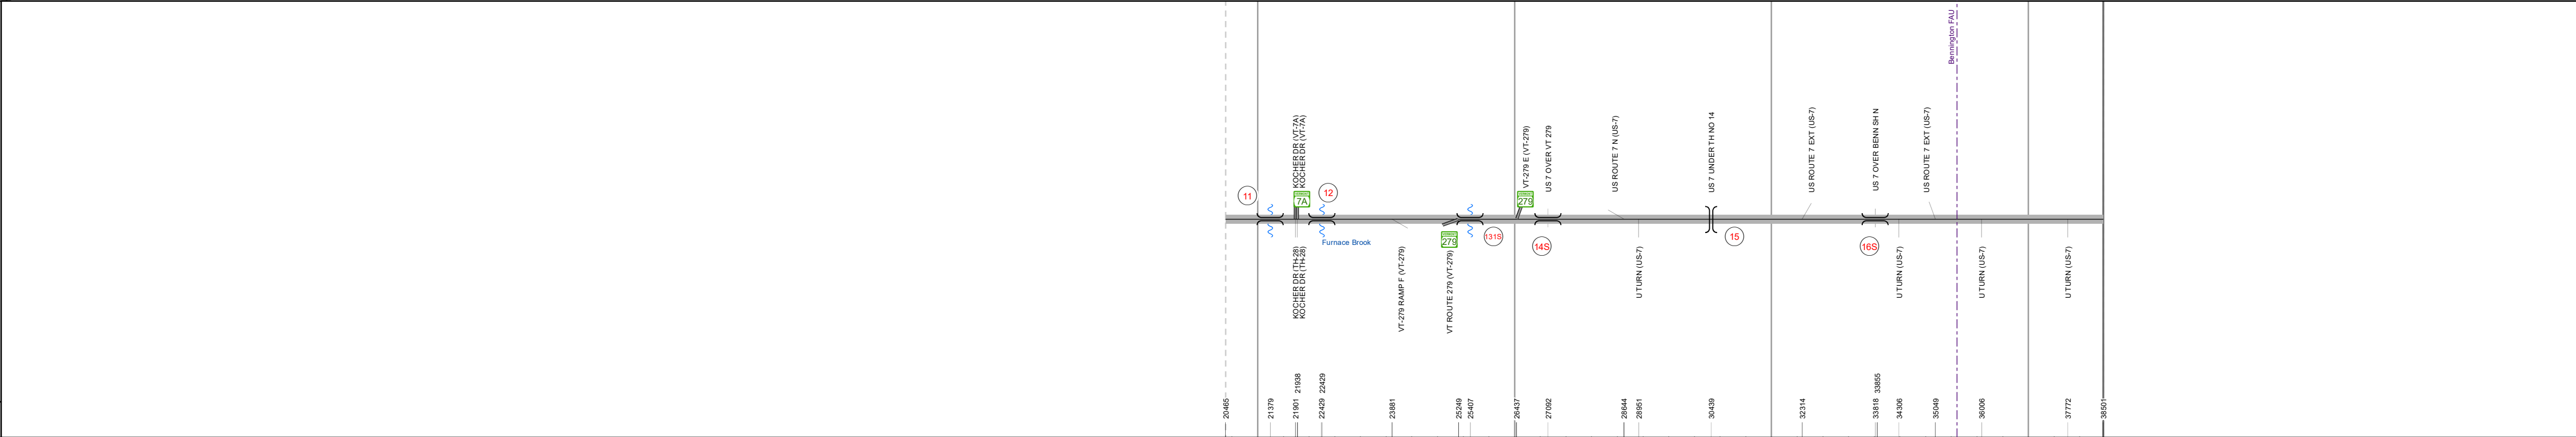 Bennington FAU
KOCHER DR (VT-7A)
KOCHER DR (VT-7A)
VT-279 E (VT-279)
US 7 OVER VT 279
US ROUTE 7 N (US-7)
US 7 UNDER TH NO 14
US ROUTE 7 EXT (US-7)
US 7 OVER BENN SH N
US ROUTE 7 EXT (US-7)
11
7A
12
279
Furnace Brook
279
131S
14S
15
16S
KOCHER DR (TH-28)
KOCHER DR (TH-28)
VT-279 RAMP F (VT-279)
VT ROUTE 279 (VT-279)
U TURN (US-7)
U TURN (US-7)
U TURN (US-7)
U TURN (US-7)
21938
22429
33855
20465
21379
21901
22429
23881
25249
25407
26437
27092
28644
28951
30439
32314
33818
34306
35049
36006
37772
38501